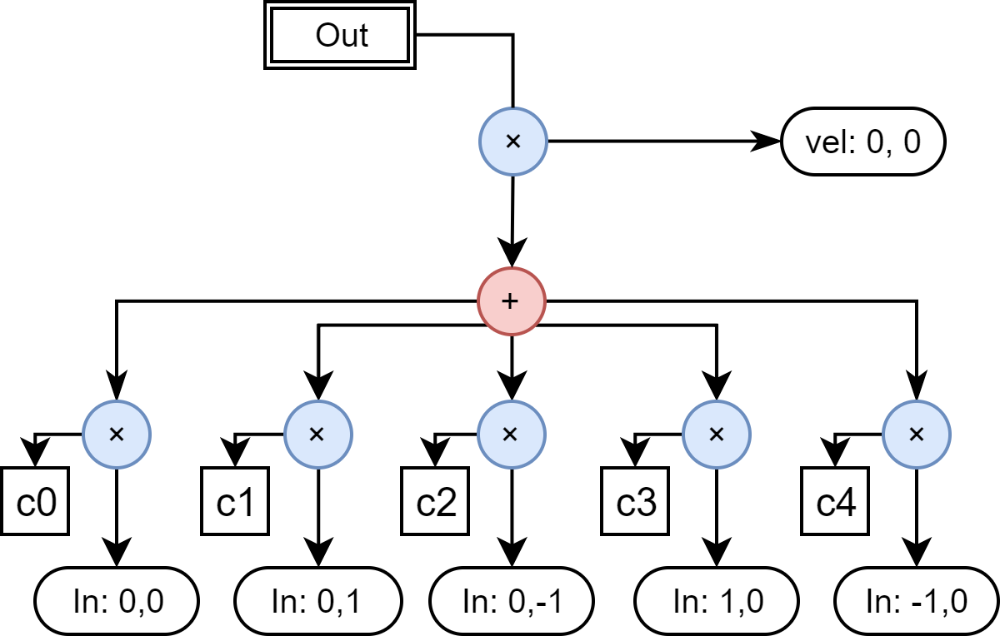 Out
×
vel: 0, 0
+
×
×
×
×
×
c0
c1
c2
c3
c4
In: 0,0
In: 0,1
In: 0,-1
In: 1,0
In: -1,0